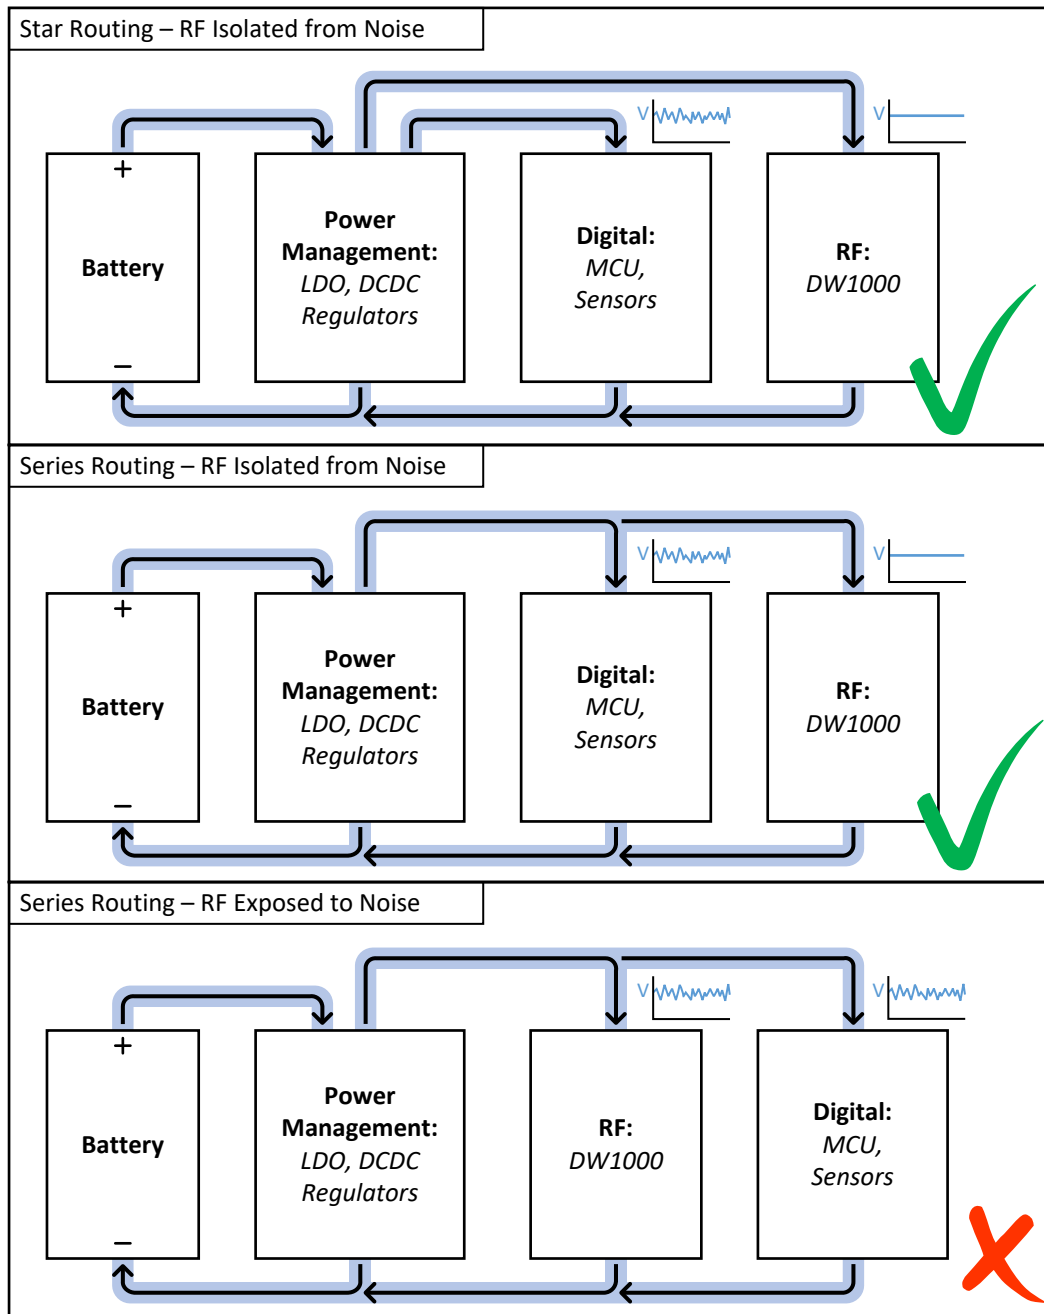 Star Routing – RF Isolated from Noise
V
V
+
Battery
–
Power
Management:
LDO, DCDC
Regulators
Digital:
MCU,
Sensors
RF:
DW1000
Series Routing – RF Isolated from Noise
V
V
+
Battery
–
Power
Management:
LDO, DCDC
Regulators
Digital:
MCU,
Sensors
RF:
DW1000
Series Routing – RF Exposed to Noise
V
V
+
Battery
–
Power
Management:
LDO, DCDC
Regulators
RF:
DW1000
Digital:
MCU,
Sensors